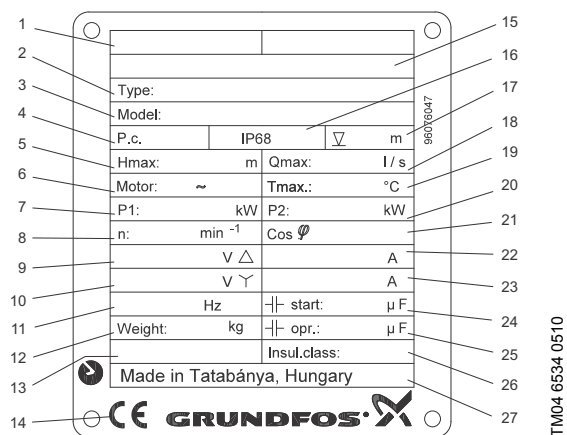 1 15
2 16
Type:
3 17
Model:
4 P.c. IP68 m 96076047 18
5 Hmax: m Qmax: l / s 19
6 Motor: ~ Tmax.: °C 20
7 P1: kW P2: kW 21
8 n: min -1 Cos φ
9 V △ A 22
10 V Y A 23
11 Hz start: µ F 24
12 Weight: kg opr.: µ F 25
13 Insul.class: 26
Made in Tatabánya, Hungary
14 CE GRUNDFOS 27
TM04 6534 0510